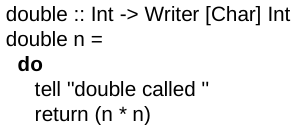 double :: Int -> Writer [Char] Int
double n =
do
tell "double called "
return (n * n)